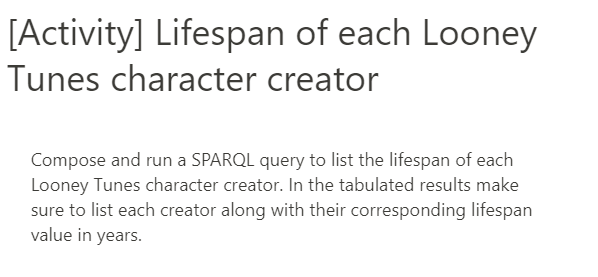 [Activity] Lifespan of each Looney
Tunes character creator
Compose and run a SPARQL query to list the lifespan of each
Looney Tunes character creator. In the tabulated results make
sure to list each creator along with their corresponding lifespan
value in years.